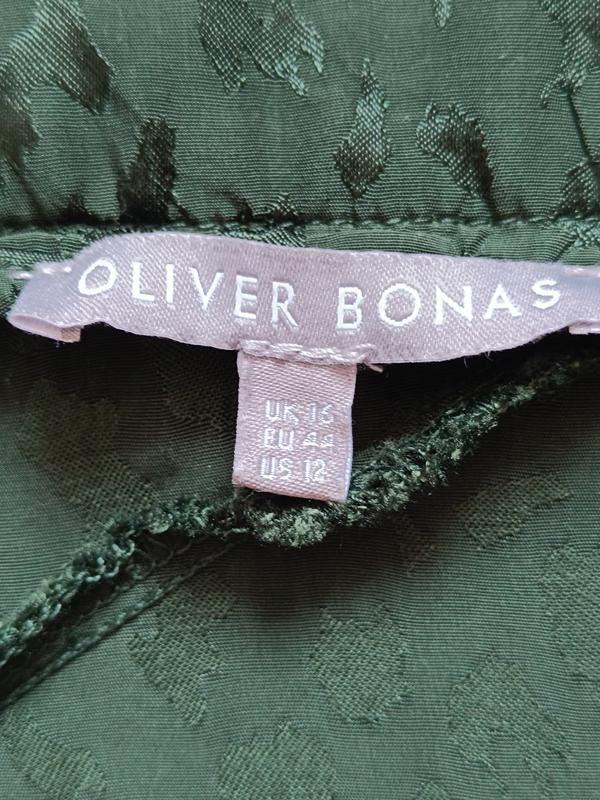 OLIVER BONAS
UK 16
EU 44
US 12